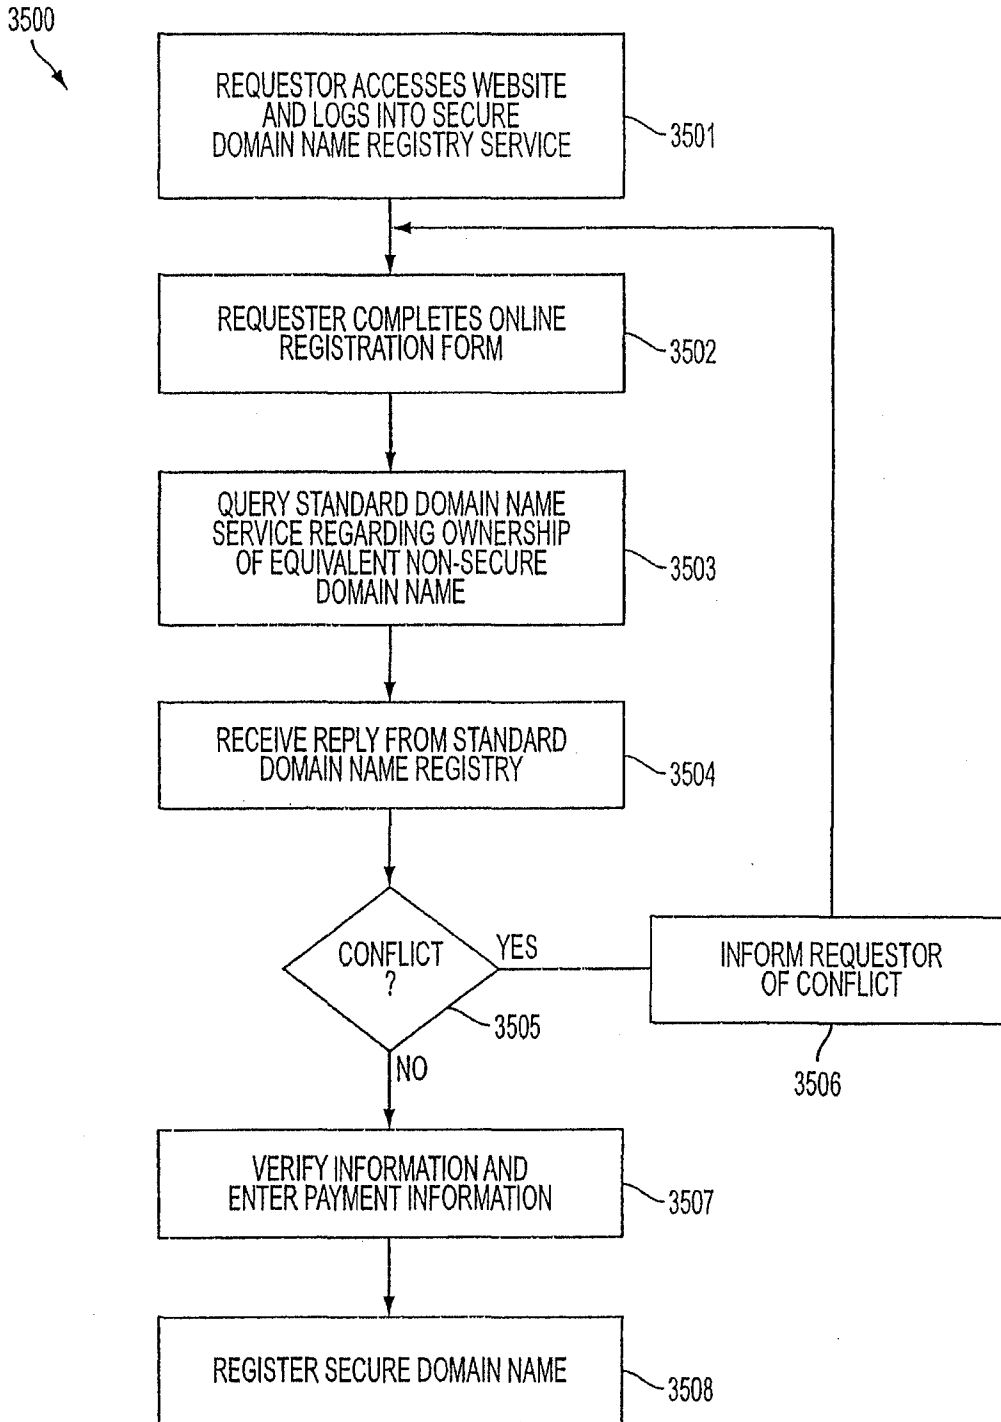 3500
REQUESTOR ACCESSES WEBSITE
AND LOGS INTO SECURE
DOMAIN NAME REGISTRY SERVICE
3501
REQUESTER COMPLETES ONLINE
REGISTRATION FORM
3502
QUERY STANDARD DOMAIN NAME
SERVICE REGARDING OWNERSHIP
OF EQUIVALENT NON-SECURE
DOMAIN NAME
3503
RECEIVE REPLY FROM STANDARD
DOMAIN NAME REGISTRY
3504
CONFLICT
?
YES
3505
INFORM REQUESTOR
OF CONFLICT
3506
NO
VERIFY INFORMATION AND
ENTER PAYMENT INFORMATION
3507
REGISTER SECURE DOMAIN NAME
3508